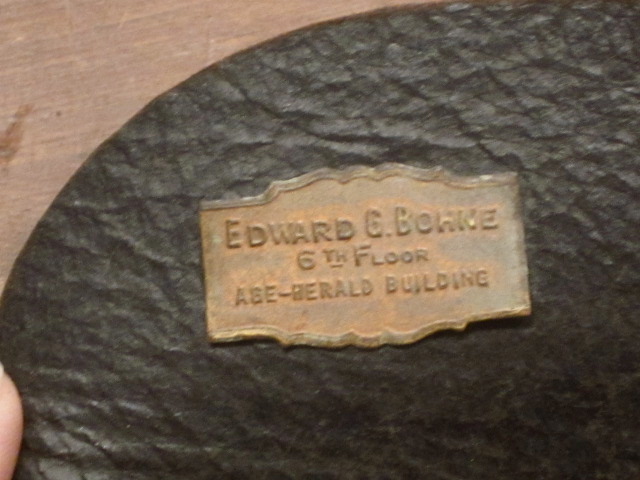 EDWARD G. BOHNE
6TH FLOOR
AGE-HERALD BUILDING